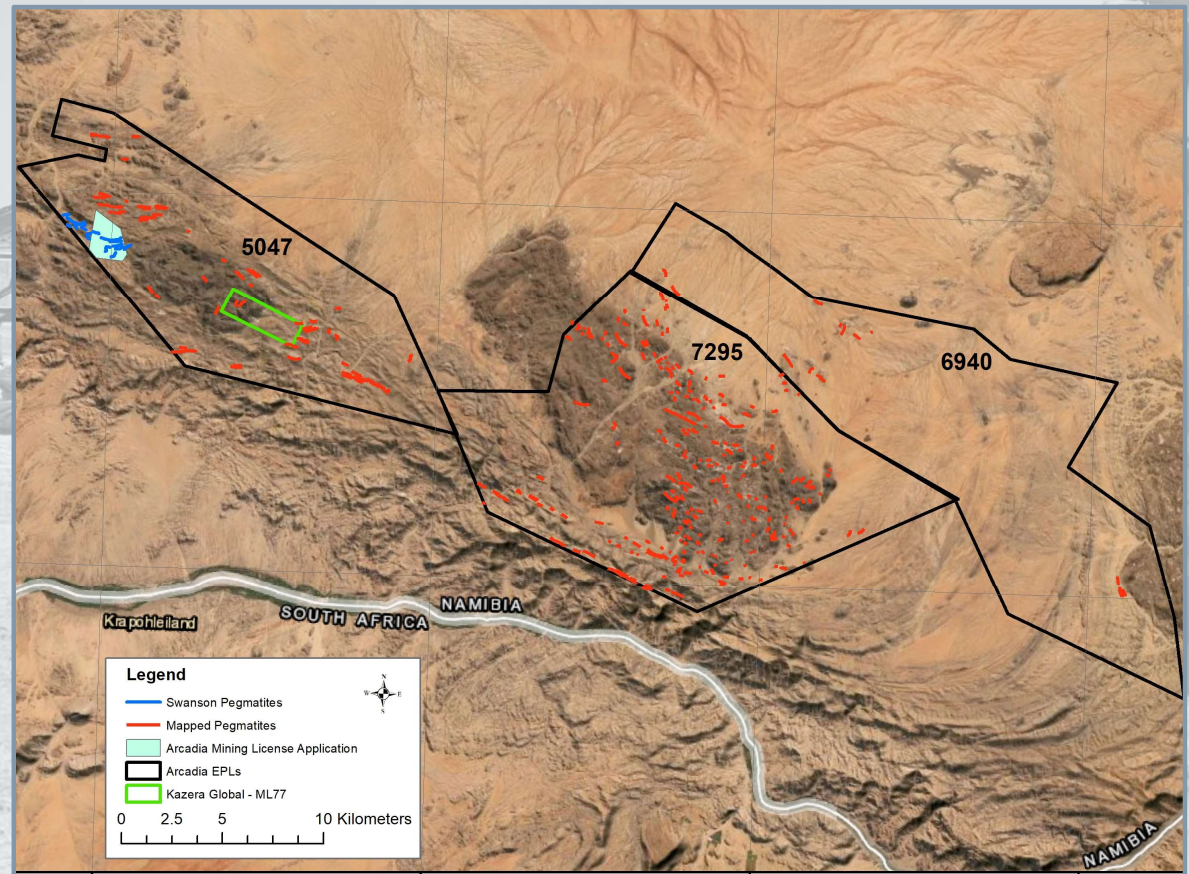 5047
7295
6940
Krapohleiland
SOUTH AFRICA
NAMIBIA
NAMIBIA
Legend
N
W E
S
Swanson Pegmatites
Mapped Pegmatites
Arcadia Mining License Application
Arcadia EPLs
Kazera Global - ML77
0 2.5 5 10 Kilometers